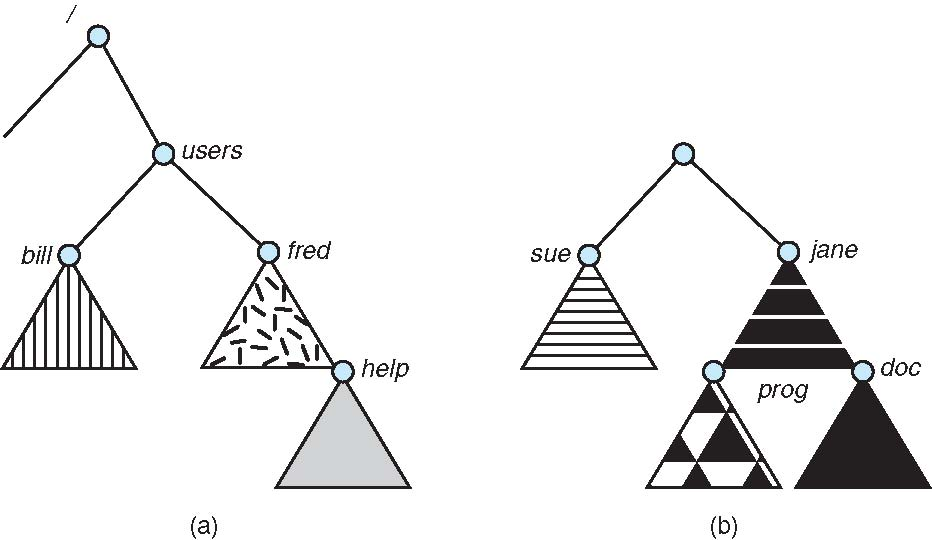 /
users
bill
fred
help
sue
jane
prog
doc
(a)
(b)